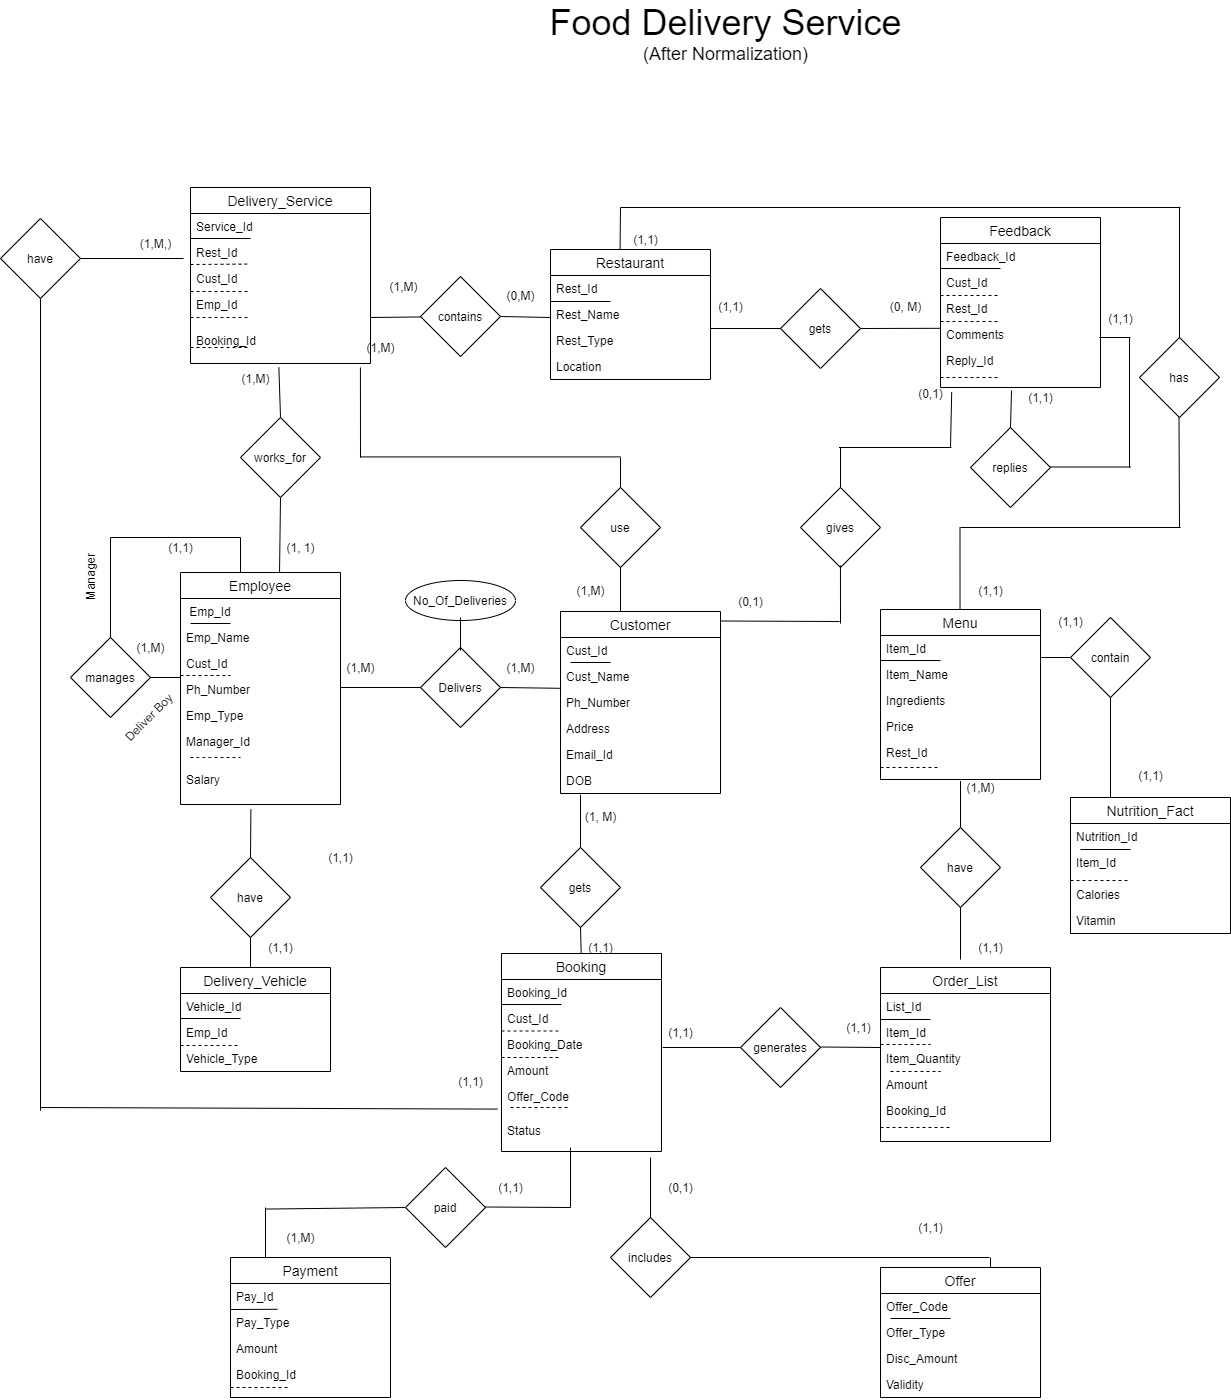 Food Delivery Service
(After Normalization)
Delivery_Service
Service_Id
Rest_Id
Cust_Id
Emp_Id
Booking_Id
have
(1,M,)
(1,M)
contains
(0,M)
(1,M)
(1,M)
Restaurant
Rest_Id
Rest_Name
Rest_Type
Location
(1,1)
(1,1)
gets
(0, M)
Feedback
Feedback_Id
Cust_Id
Rest_Id
Comments
Reply_Id
(1,1)
has
(0,1)
(1,1)
replies
works_for
use
gives
Manager
(1,1)
(1, 1)
(1,M)
manages
Deliver Boy
Employee
Emp_Id
Emp_Name
Cust_Id
Ph_Number
Emp_Type
Manager_Id
Salary
No_Of_Deliveries
(1,M)
Delivers
(1,M)
(1,M)
(0,1)
Customer
Cust_Id
Cust_Name
Ph_Number
Address
Email_Id
DOB
(1,1)
Menu
Item_Id
Item_Name
Ingredients
Price
Rest_Id
(1,1)
contain
(1,1)
(1,M)
Nutrition_Fact
Nutrition_Id
Item_Id
Calories
Vitamin
(1, M)
(1,1)
have
gets
have
(1,1)
(1,1)
(1,1)
Delivery_Vehicle
Vehicle_Id
Emp_Id
Vehicle_Type
Booking
Booking_Id
Cust_Id
Booking_Date
Amount
Offer_Code
Status
(1,1)
(1,1)
generates
(1,1)
Order_List
List_Id
Item_Id
Item_Quantity
Amount
Booking_Id
paid
(1,1)
(1,M)
(0,1)
includes
(1,1)
Payment
Pay_Id
Pay_Type
Amount
Booking_Id
Offer
Offer_Code
Offer_Type
Disc_Amount
Validity